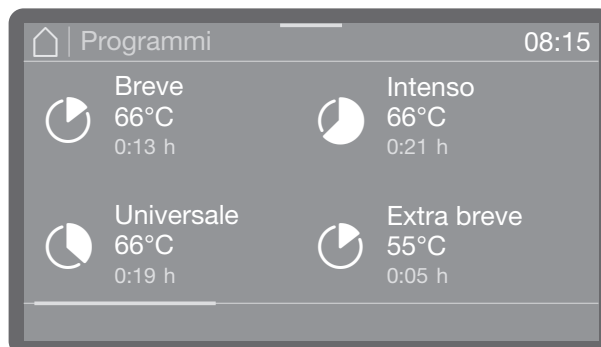 Programmi 08:15
Breve
66°C
0:13 h
Intenso
66°C
0:21 h
Universale
66°C
0:19 h
Extra breve
55°C
0:05 h